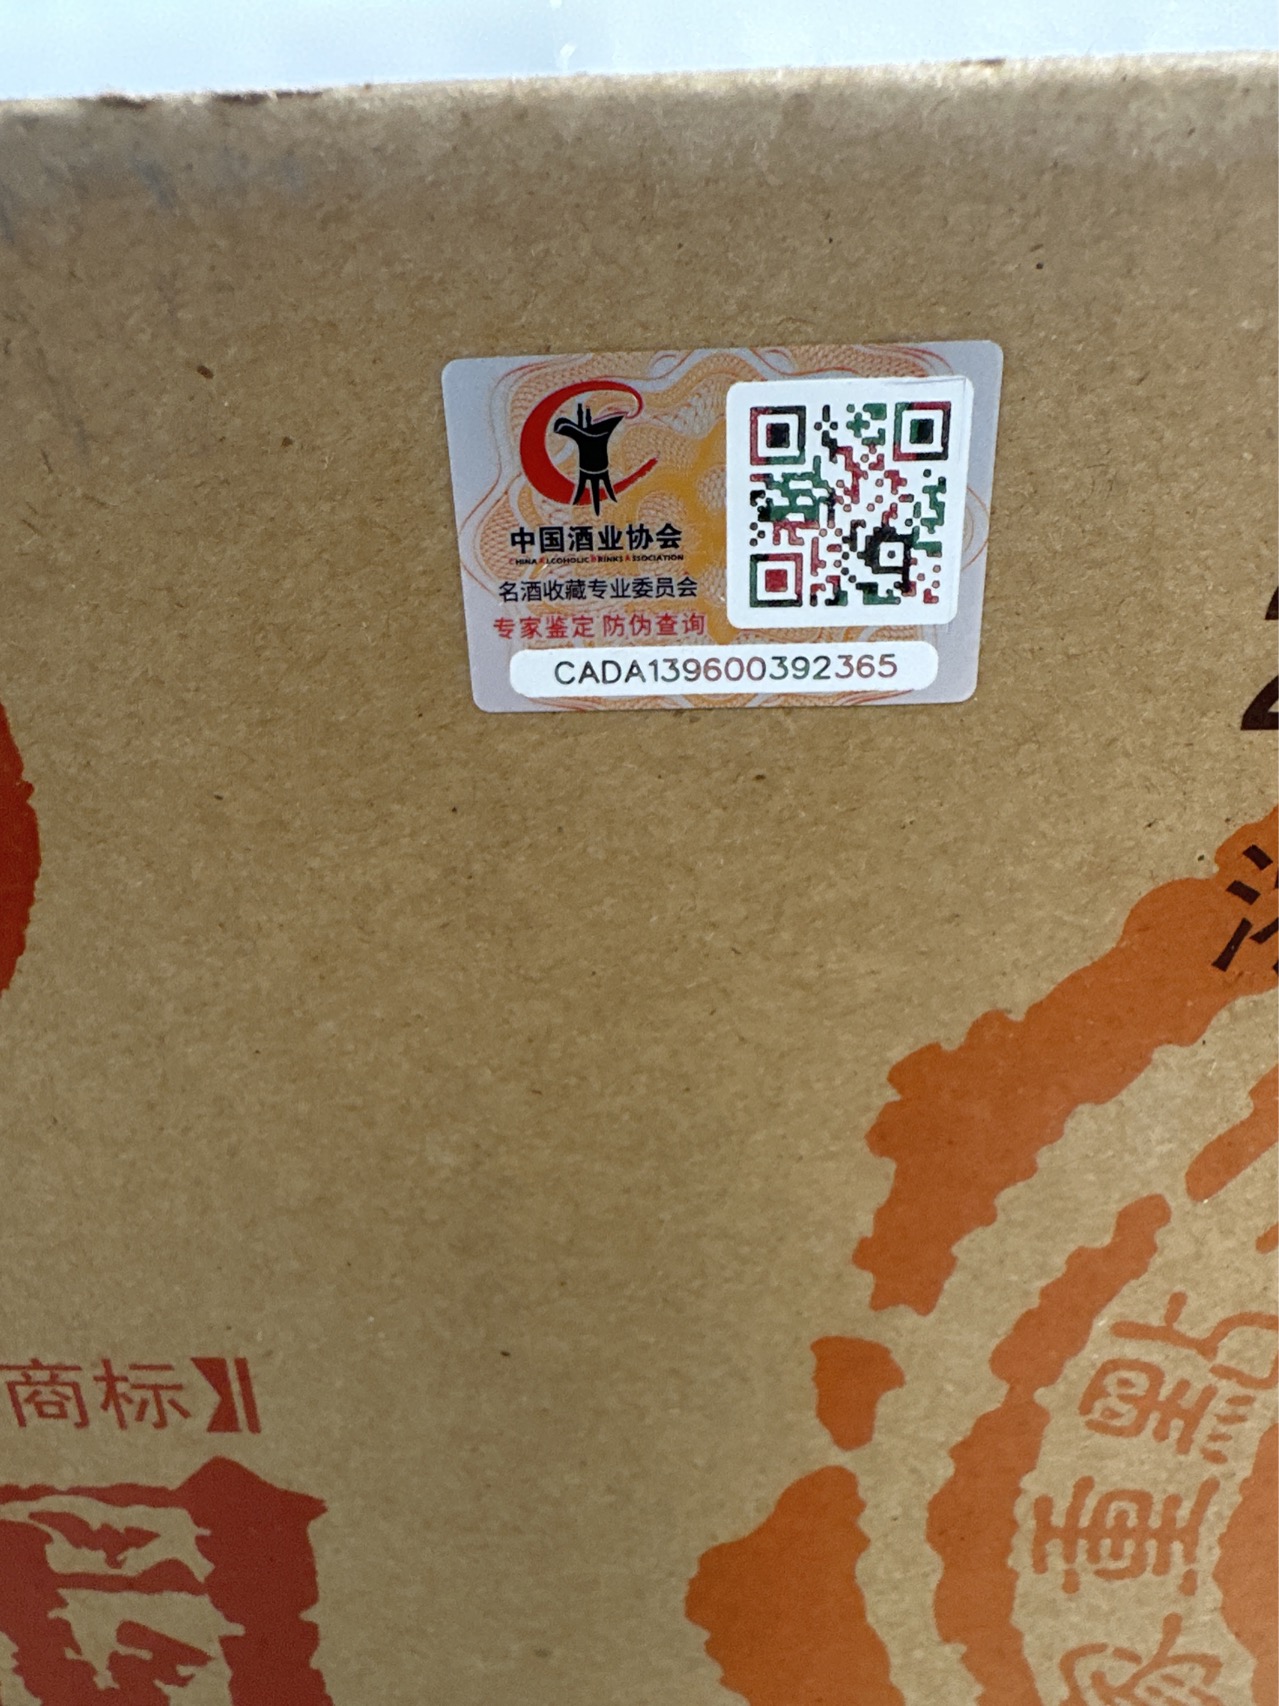 中国酒业协会
CHINA ALCOHOLIC DRINKS ASSOCIATION
名酒收藏专业委员会
专家鉴定 防伪查询
CADA139600392365
商标】